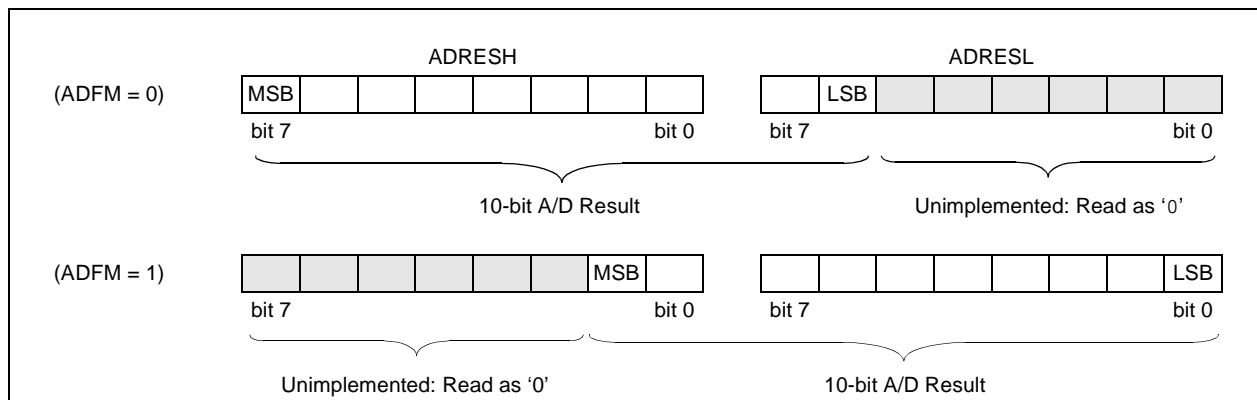 ADRESH ADRESL
(ADFM = 0) MSB LSB
bit 7 bit 0 bit 7 bit 0
10-bit A/D Result Unimplemented: Read as ‘0’
(ADFM = 1) MSB LSB
bit 7 bit 0 bit 7 bit 0
Unimplemented: Read as ‘0’ 10-bit A/D Result